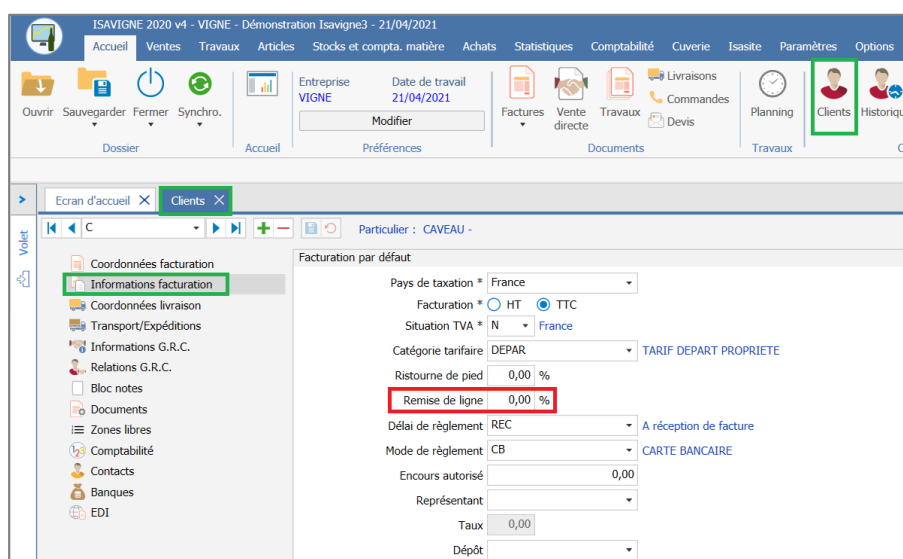 ISAVIGNE 2020 v4 - VIGNE - Démonstration Isavigne3 - 21/04/2021
Accueil Ventes Travaux Articles Stocks et compta. matière Achats Statistiques Comptabilité Cuverie Isasite Paramètres Options
Entreprise Date de travail
VIGNE 21/04/2021
Modifier
Livraisons
Commandes
Devis
Ouvrir Sauvegarder Fermer Synchro.
Factures Vente directe Travaux
Planning
Clients Historiqu
Dossier Accueil Préférences Documents Travaux C
Ecran d'accueil Clients
Volet
C
Particulier : CAVEAU -
Coordonnées facturation
Informations facturation
Coordonnées livraison
Transport/Expéditions
Informations G.R.C.
Relations G.R.C.
Bloc notes
Documents
Zones libres
Comptabilité
Contacts
Banques
EDI
Facturation par défaut
Pays de taxation * France
Facturation * HT TTC
Situation TVA * N France
Catégorie tarifaire DEPAR TARIF DEPART PROPRIETE
Ristourne de pied 0,00 %
Remise de ligne 0,00 %
Délai de règlement REC A réception de facture
Mode de règlement CB CARTE BANCAIRE
Encours autorisé 0,00
Représentant
Taux 0,00
Dépôt